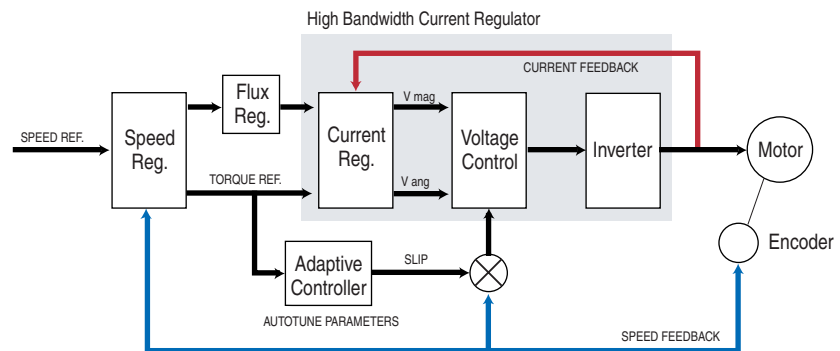 High Bandwidth Current Regulator
CURRENT FEEDBACK
Flux
Reg.
V mag
SPEED REF.
Speed
Reg.
Current
Reg.
Voltage
Control
Inverter
Motor
TORQUE REF.
V ang
Adaptive
Controller
SLIP
Encoder
AUTOTUNE PARAMETERS
SPEED FEEDBACK